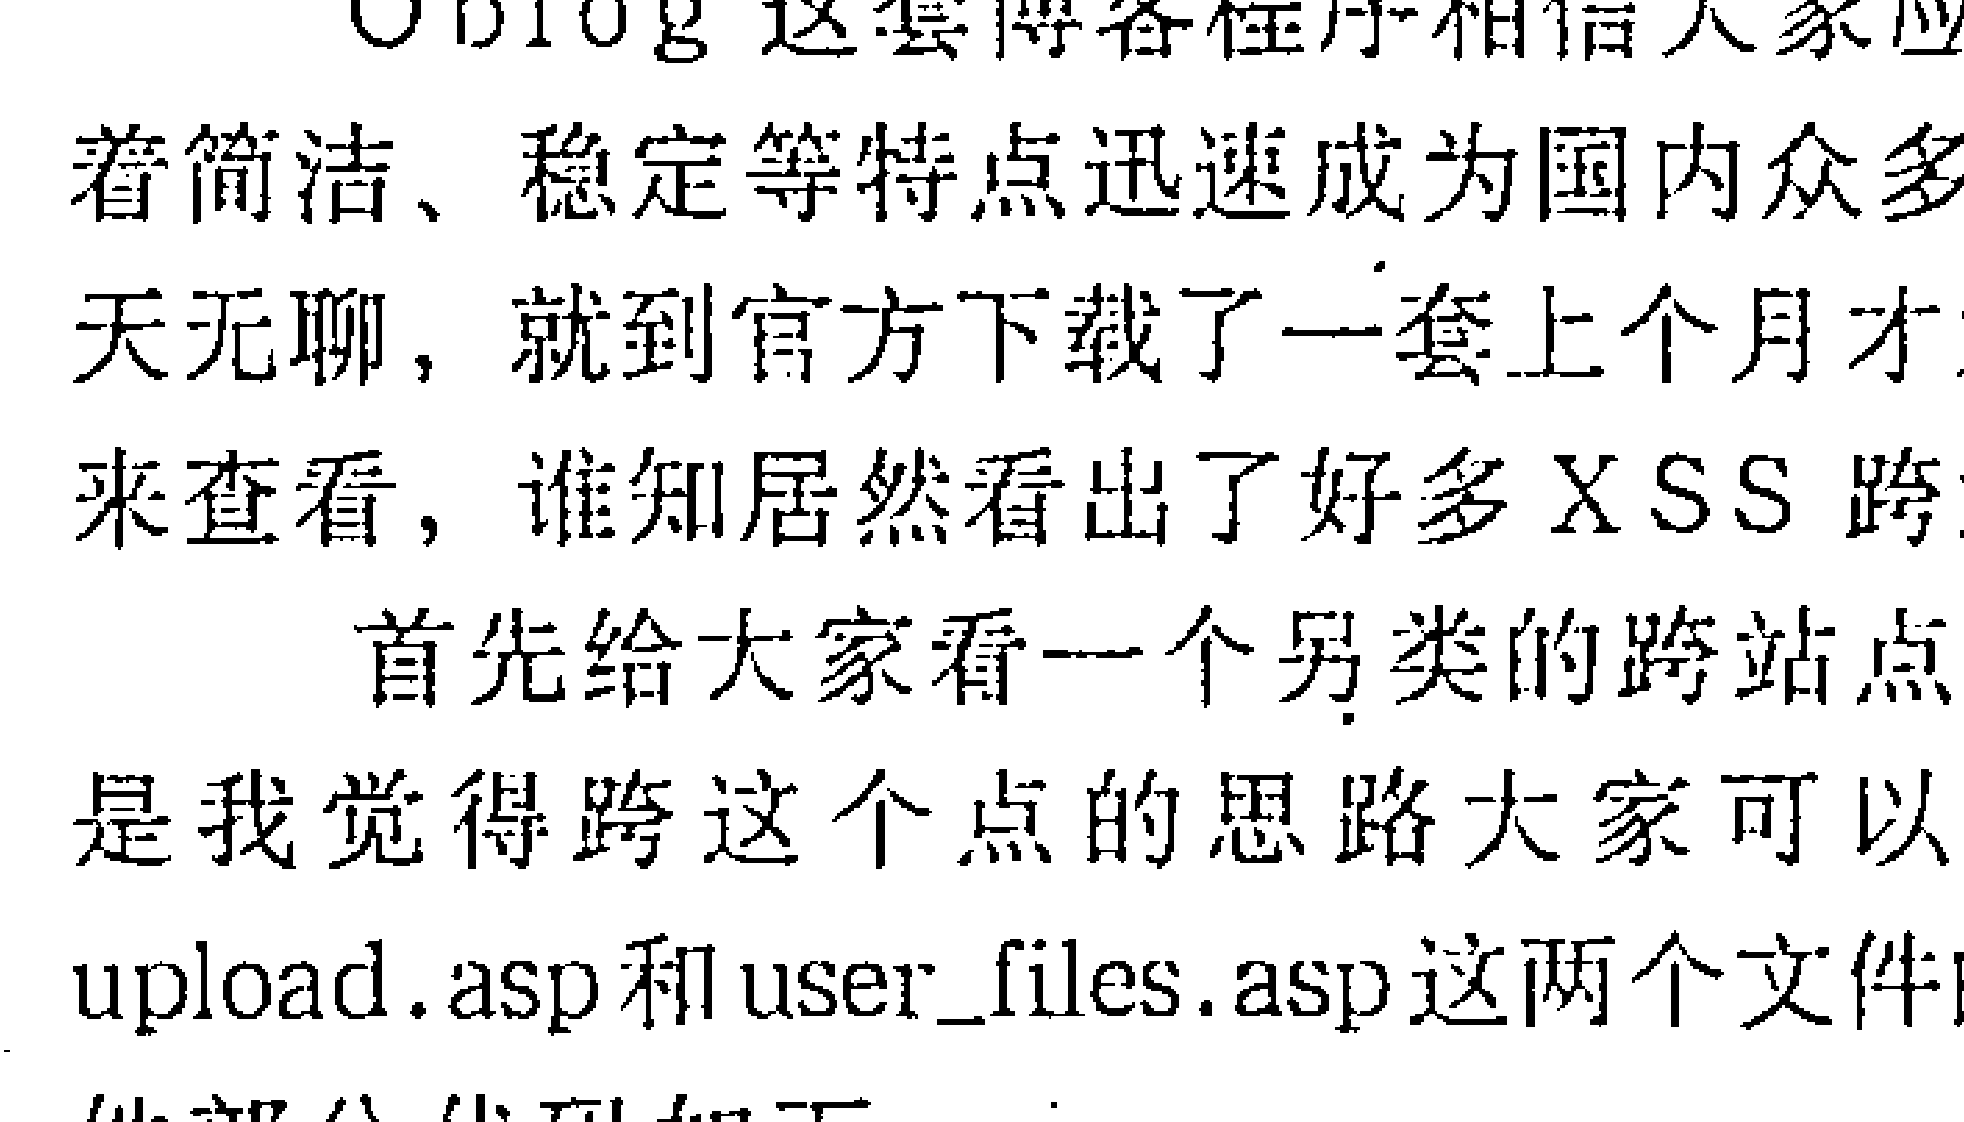 Oblog 这套博客程序相信大家应
着简洁、稳定等特点迅速成为国内众多
天无聊，就到官方下载了一套上个月才
来查看，谁知居然看出了好多 XSS 跨
首先给大家看一个另类的跨站点
是我觉得跨这个点的思路大家可以
upload.asp和user_files.asp这两个文件